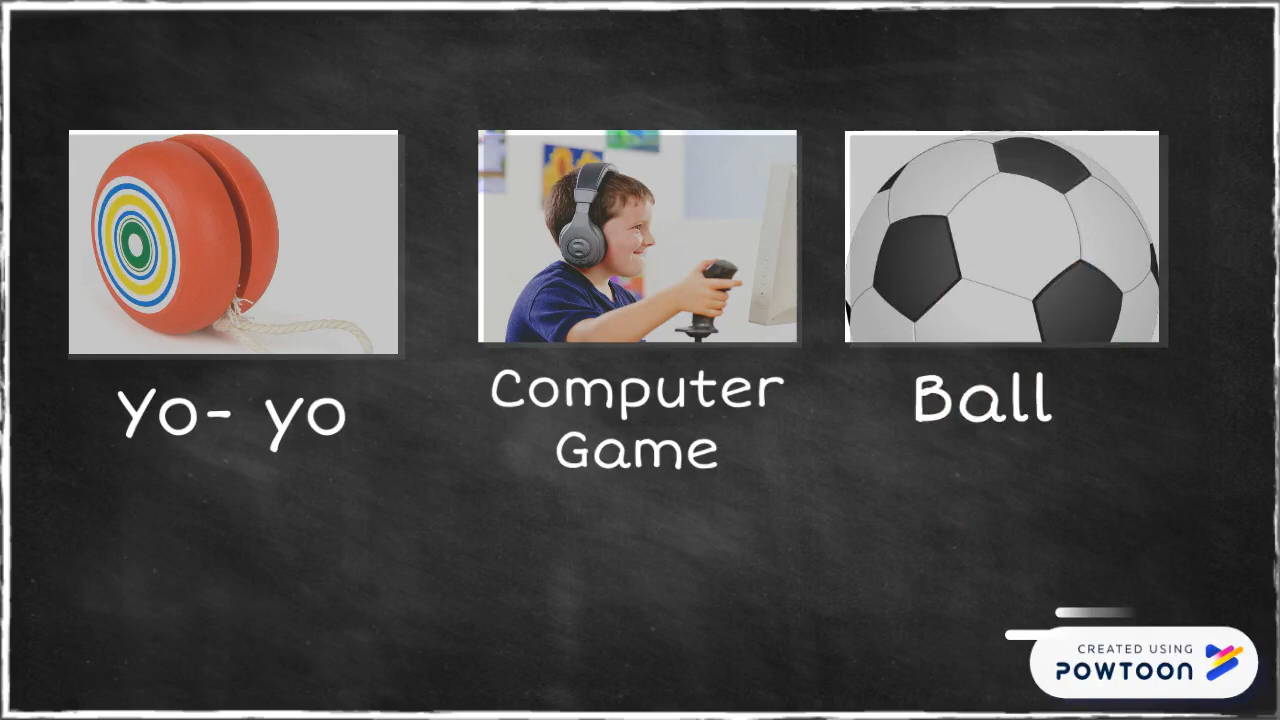 Yo- yo
Computer
Game
Ball
CREATED USING
POWTOON